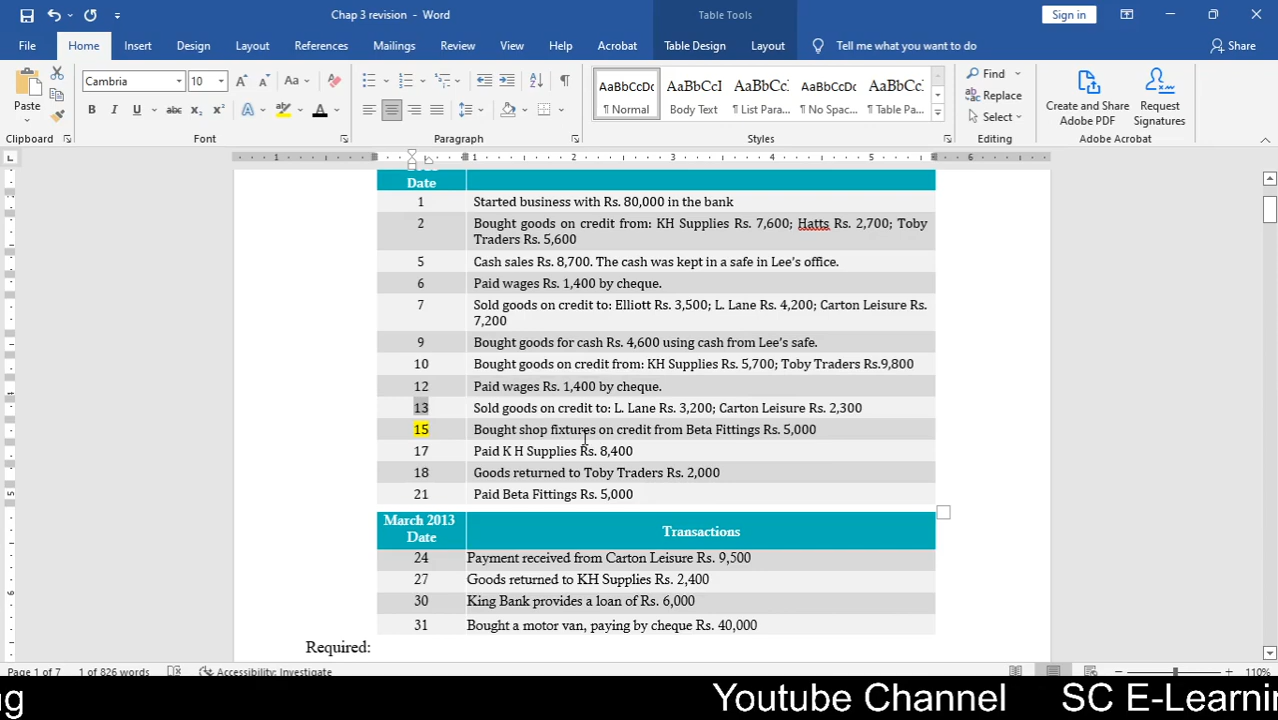 Chap 3 revision - Word
Table Tools
Sign in
File Home Insert Design Layout References Mailings Review View Help Acrobat Table Design Layout Tell me what you want to do Share
Paste
Cambria 10
Clipboard Font Paragraph Styles Editing Adobe Acrobat
AaBbCcDc AaBbCcI AaBbCc: AaBbCcDc AaBbCc
¶ Normal Body Text ¶ List Para... ¶ No Spac... ¶ Table Pa...
Find
Replace
Select
Create and Share Adobe PDF
Request Signatures
1 1 2 3 4 5 6
Date
1 Started business with Rs. 80,000 in the bank
2 Bought goods on credit from: KH Supplies Rs. 7,600; Hatts Rs. 2,700; Toby
Traders Rs. 5,600
5 Cash sales Rs. 8,700. The cash was kept in a safe in Lee's office.
6 Paid wages Rs. 1,400 by cheque.
7 Sold goods on credit to: Elliott Rs. 3,500; L. Lane Rs. 4,200; Carton Leisure Rs.
7,200
9 Bought goods for cash Rs. 4,600 using cash from Lee's safe.
10 Bought goods on credit from: KH Supplies Rs. 5,700; Toby Traders Rs.9,800
12 Paid wages Rs. 1,400 by cheque.
13 Sold goods on credit to: L. Lane Rs. 3,200; Carton Leisure Rs. 2,300
15 Bought shop fixtures on credit from Beta Fittings Rs. 5,000
17 Paid K H Supplies Rs. 8,400
18 Goods returned to Toby Traders Rs. 2,000
21 Paid Beta Fittings Rs. 5,000
March 2013
Date
Transactions
24 Payment received from Carton Leisure Rs. 9,500
27 Goods returned to KH Supplies Rs. 2,400
30 King Bank provides a loan of Rs. 6,000
31 Bought a motor van, paying by cheque Rs. 40,000
Required:
Page 1 of 7 1 of 826 words Accessibility: Investigate 110%
g Youtube Channel SC E-Learnin